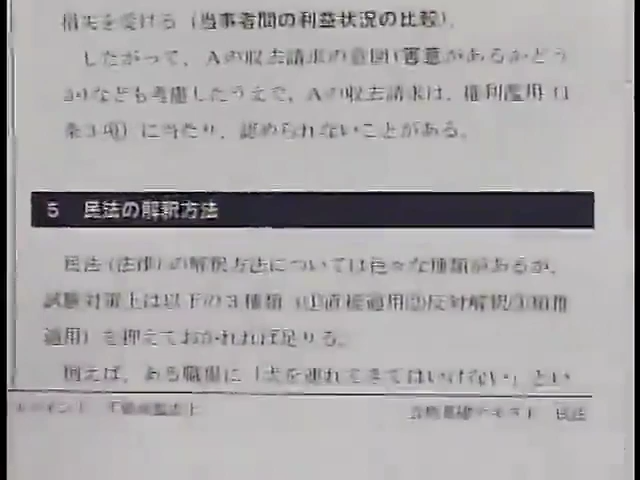 損失を受ける（当事者間の利益状況の比較）。
したがって、Aの収去請求の意図（害意があるかどう
か）なども考慮したうえで、Aの収去請求は、権利濫用（1
条3項）に当たり、認められないことがある。
5 民法の解釈方法
民法（法律）の解釈方法については色々な種類があるが、
試験対策上は以下の3種類（①直接適用②反対解釈③類推
適用）を押えておかれれば足りる。
例えば、ある職場に「犬を連れてきてはいけない」とい
合格基礎テキスト 民法